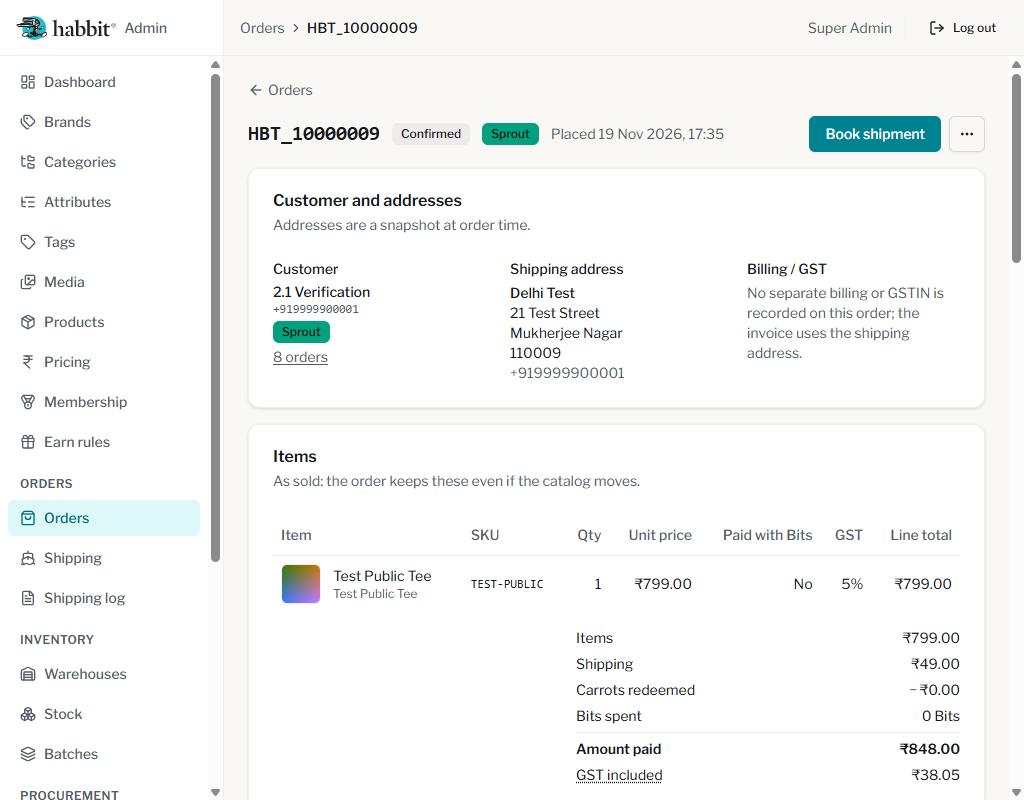 habbit® Admin
Orders > HBT_10000009
Super Admin
Log out
Dashboard
Brands
Categories
Attributes
Tags
Media
Products
Pricing
Membership
Earn rules
ORDERS
Orders
Shipping
Shipping log
INVENTORY
Warehouses
Stock
Batches
PROCUREMENT
← Orders
HBT_10000009 Confirmed Sprout Placed 19 Nov 2026, 17:35
Book shipment ...
Customer and addresses
Addresses are a snapshot at order time.
Customer
2.1 Verification
+919999900001
Sprout
8 orders
Shipping address
Delhi Test
21 Test Street
Mukherjee Nagar
110009
+919999900001
Billing / GST
No separate billing or GSTIN is
recorded on this order; the
invoice uses the shipping
address.
Items
As sold: the order keeps these even if the catalog moves.
Item SKU Qty Unit price Paid with Bits GST Line total
Test Public Tee
Test Public Tee
TEST-PUBLIC 1 ₹799.00 No 5% ₹799.00
Items ₹799.00
Shipping ₹49.00
Carrots redeemed −₹0.00
Bits spent 0 Bits
Amount paid ₹848.00
GST included ₹38.05